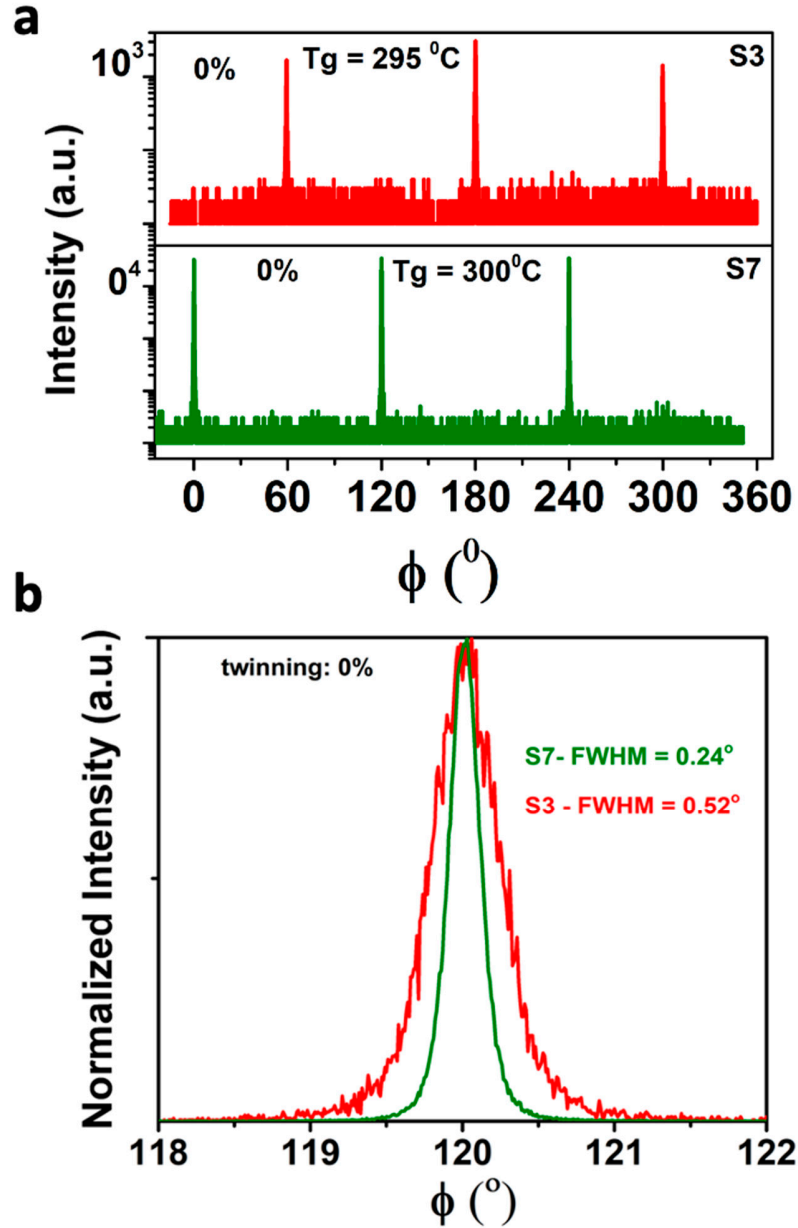 a
10³
0% Tg = 295 ⁰C S3
0⁴
0% Tg = 300⁰C S7
Intensity (a.u.)
0 60 120 180 240 300 360
ϕ (⁰)
b
twinning: 0%
S7- FWHM = 0.24°
S3 - FWHM = 0.52°
Normalized Intensity (a.u.)
118 119 120 121 122
ϕ (°)